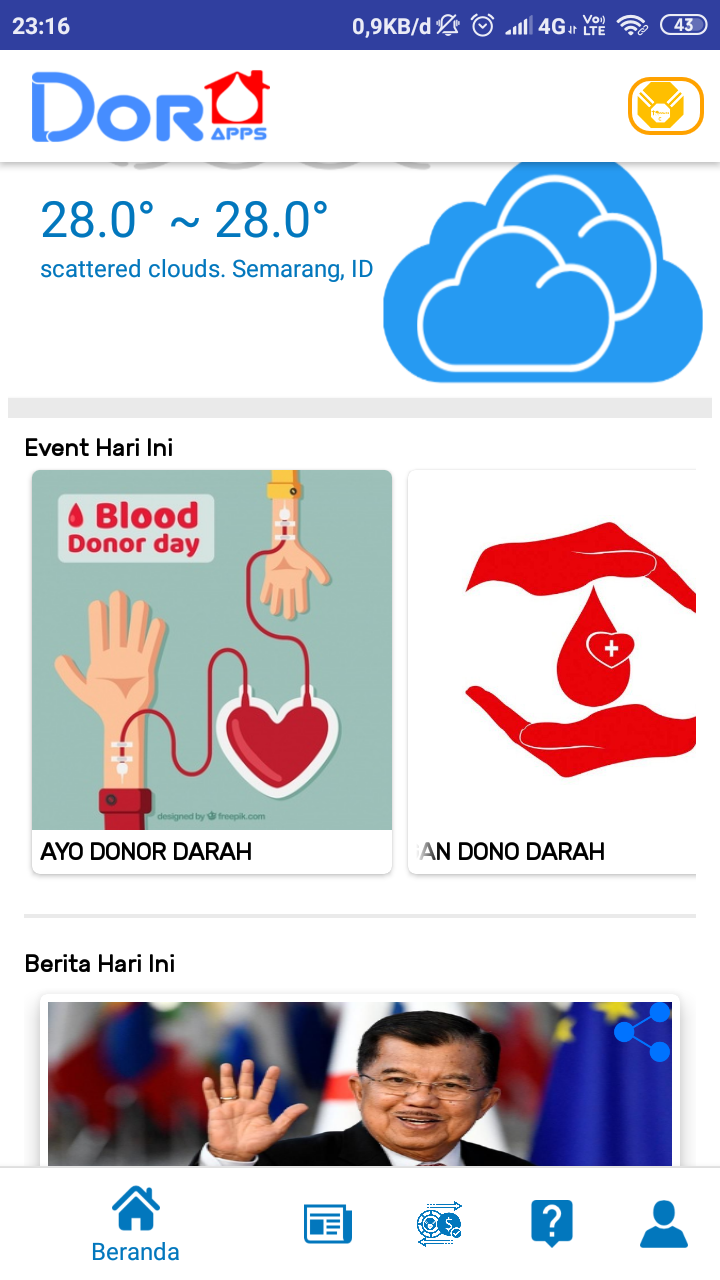 23:16
0,9KB/d
4G
VoLTE
43
DOR
APPS
28.0° ~ 28.0°
scattered clouds. Semarang, ID
Event Hari Ini
Blood
Donor day
designed by freepik.com
AYO DONOR DARAH
AN DONO DARAH
Berita Hari Ini
Beranda